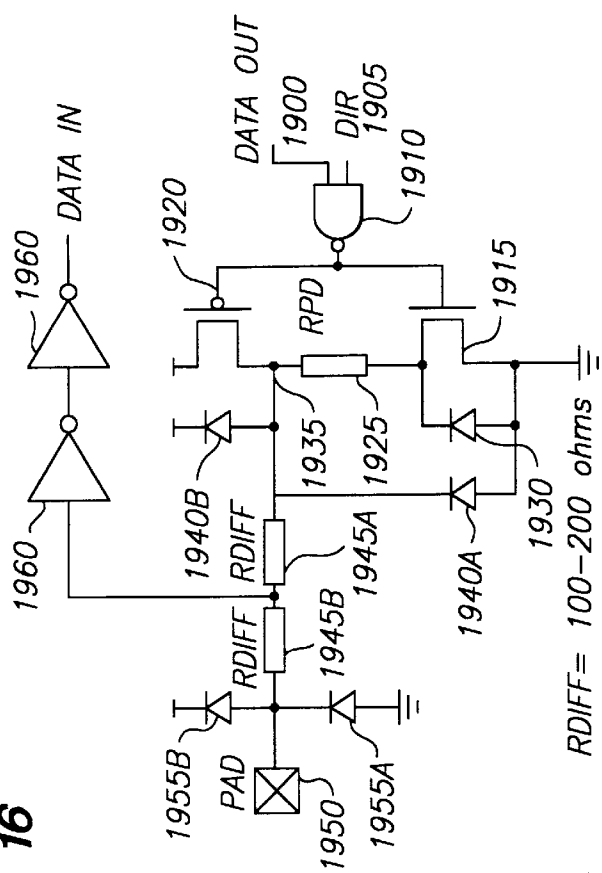 16
1960
1960
DATA IN
DATA OUT
1900
DIR
1905
1910
1920
RPD
1915
1935
1925
1930
1940B
1940A
RDIFF
1945A
RDIFF
1945B
1955B
PAD
1950
1955A
RDIFF= 100-200 ohms